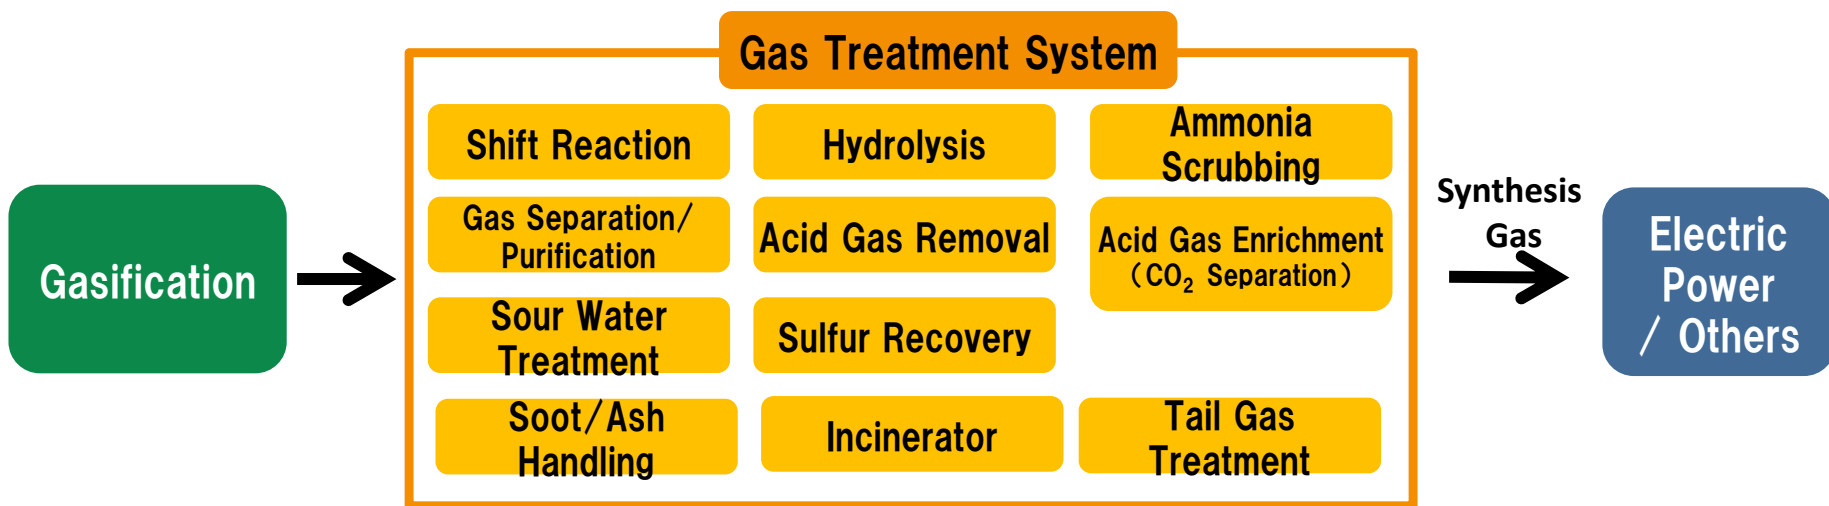 Gas Treatment System
Shift Reaction
Hydrolysis
Ammonia
Scrubbing
Gas Separation/
Purification
Acid Gas Removal
Acid Gas Enrichment
(CO₂ Separation)
Sour Water
Treatment
Sulfur Recovery
Soot/Ash
Handling
Incinerator
Tail Gas
Treatment
Gasification
Synthesis
Gas
Electric
Power
/ Others